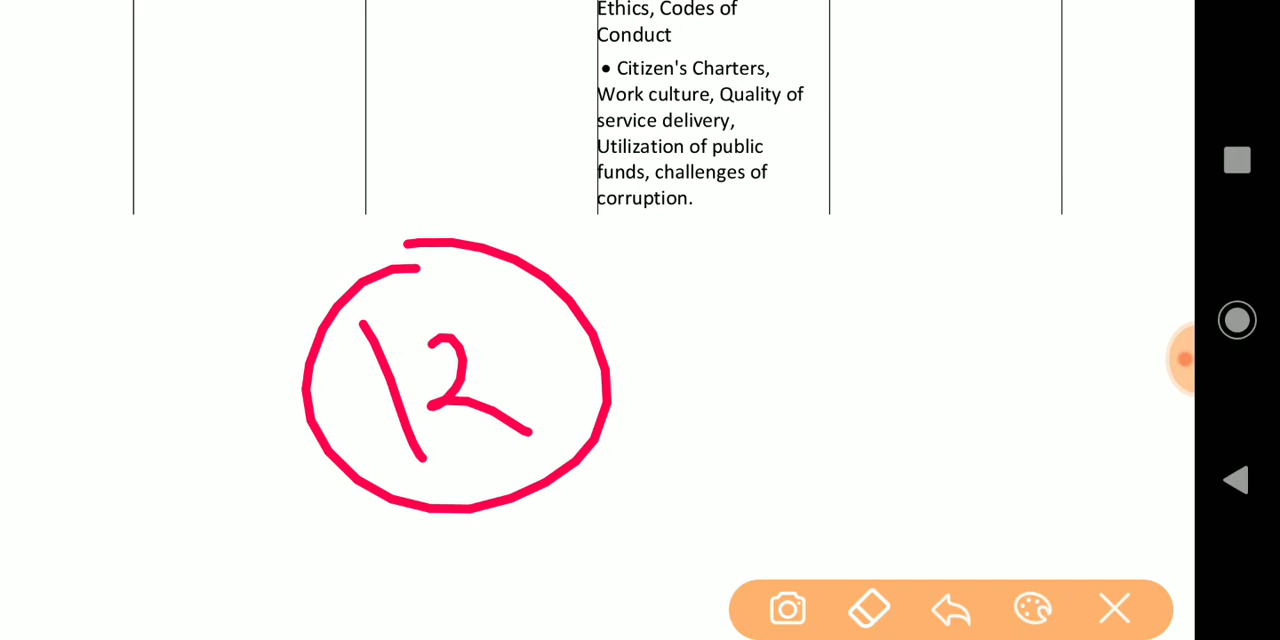 Ethics, Codes of
Conduct
• Citizen's Charters,
Work culture, Quality of
service delivery,
Utilization of public
funds, challenges of
corruption.
12